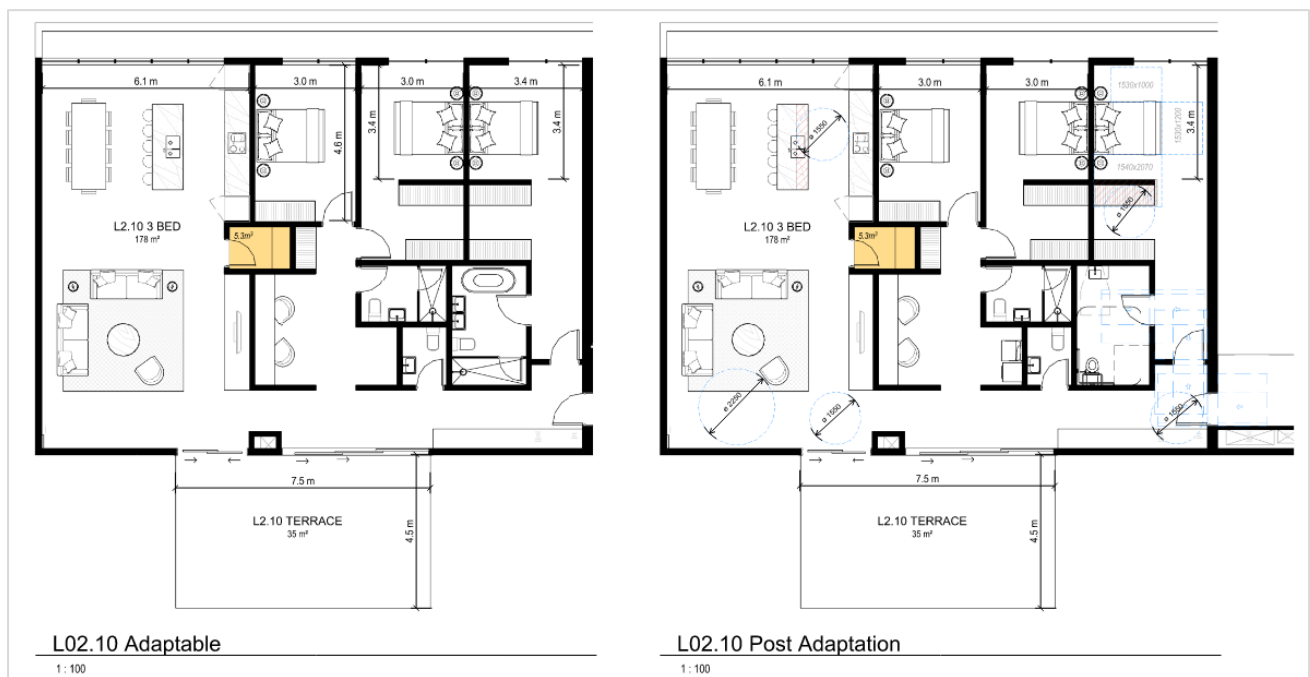 6.1 m
3.0 m
3.0 m
3.4 m
4.6 m
3.4 m
3.4 m
L2.10 3 BED
178 m²
5.3m²
7.5 m
L2.10 TERRACE
35 m²
4.5 m
L02.10 Adaptable
1 : 100
6.1 m
3.0 m
3.0 m
1530x1000
1530x1200
3.4 m
1540x2070
ø 1550
ø 1550
L2.10 3 BED
178 m²
5.3m²
ø 2250
ø 1550
ø 1550
7.5 m
L2.10 TERRACE
35 m²
4.5 m
L02.10 Post Adaptation
1 : 100